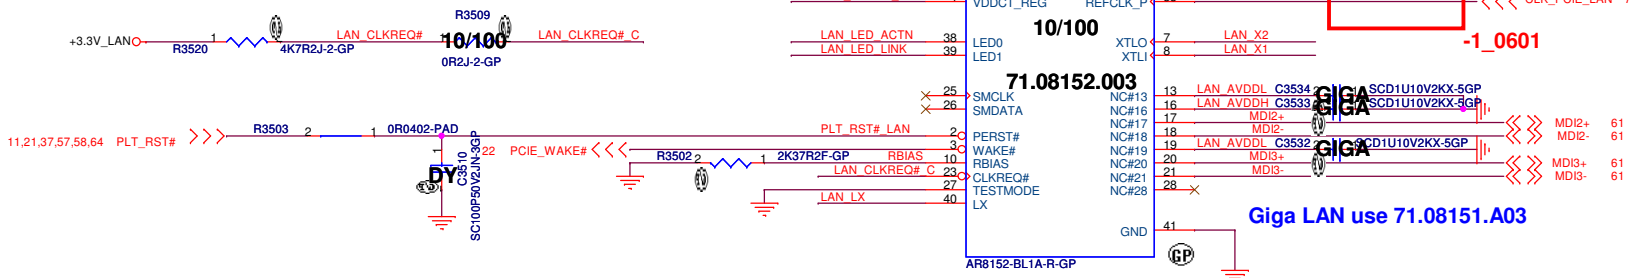 VDDCT_REG
REFCLK_P
CLK_PCIE_LAN
R3509
+3.3V_LAN
1
2
LAN_CLKREQ#
1
10/100
LAN_CLKREQ#_C
R3520
4K7R2J-2-GP
0R2J-2-GP
10/100
-1_0601
LAN_LED_ACTN
38
LED0
XTLO
7
LAN_X2
LAN_LED_LINK
39
LED1
XTLI
8
LAN_X1
71.08152.003
25
SMCLK
NC#13
13
LAN_AVDDL
C3534
GIGA
SCD1U10V2KX-5GP
26
SMDATA
NC#16
16
LAN_AVDDH
C3533
GIGA
SCD1U10V2KX-5GP
NC#17
17
MDI2+
MDI2+
61
11,21,37,57,58,64
PLT_RST#
R3503
2
1
0R0402-PAD
PLT_RST#_LAN
2
PERST#
NC#18
18
MDI2-
MDI2-
61
22
PCIE_WAKE#
3
WAKE#
NC#19
19
LAN_AVDDL
C3532
GIGA
SCD1U10V2KX-5GP
R3502
2
1
2K37R2F-GP
RBIAS
10
RBIAS
NC#20
20
MDI3+
MDI3+
61
LAN_CLKREQ#_C
23
CLKREQ#
NC#21
21
MDI3-
MDI3-
61
27
TESTMODE
NC#28
28
LAN_LX
40
LX
1
DY
C3510
SC100P50V2JN-3GP
Giga LAN use 71.08151.A03
GND
41
GP
AR8152-BL1A-R-GP